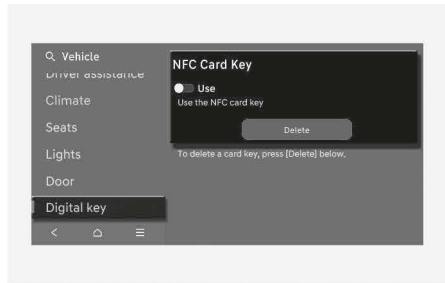 Vehicle
Driver assistance
Climate
Seats
Lights
Door
Digital key
NFC Card Key
Use
Use the NFC card key
Delete
To delete a card key, press [Delete] below.